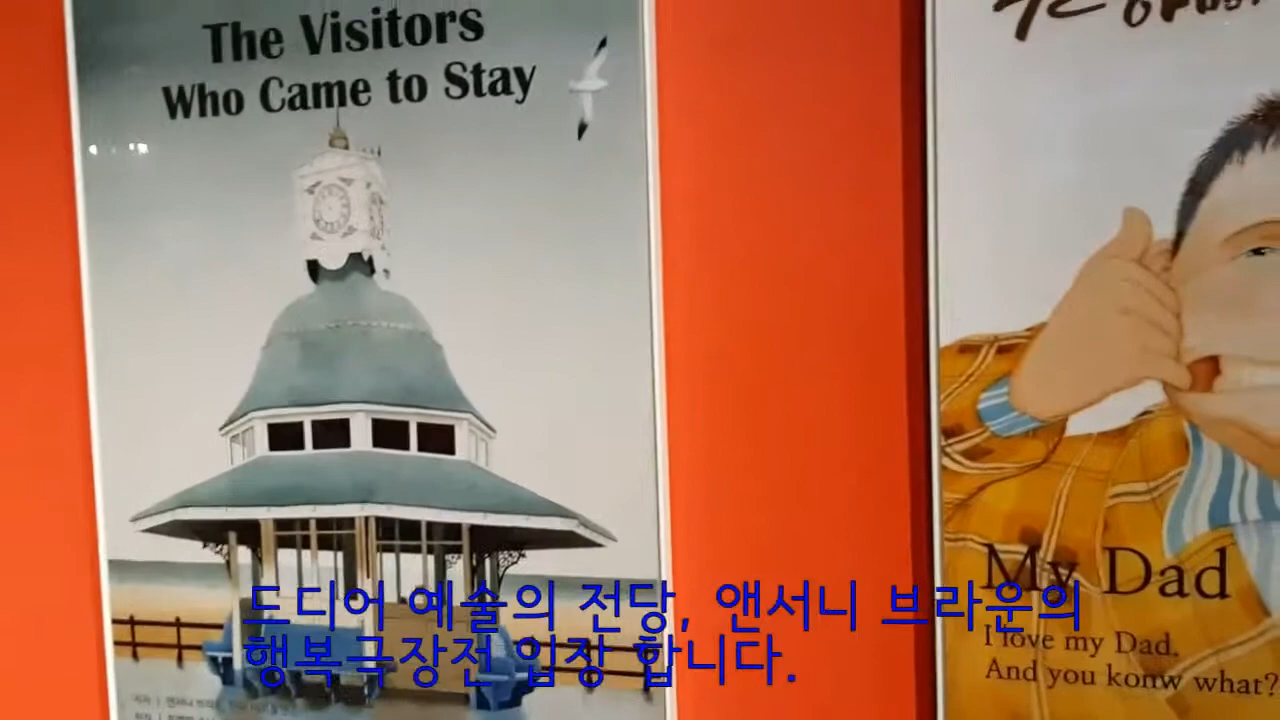 The Visitors
Who Came to Stay
My Dad
I love my Dad.
And you konw what?
드디어 예술의 전당, 앤서니 브라운의
행복극장전 입장 합니다.